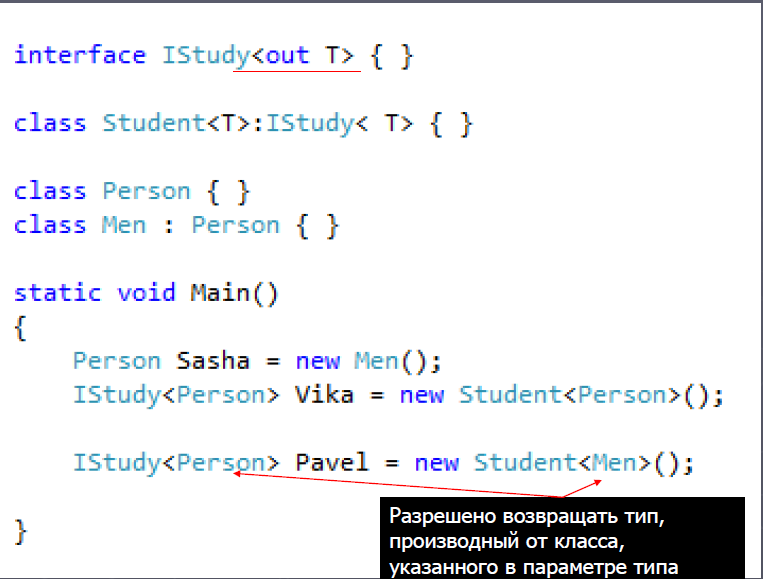 interface IStudy<out T> { }
class Student<T>:IStudy< T> { }
class Person { }
class Men : Person { }
static void Main()
{
Person Sasha = new Men();
IStudy<Person> Vika = new Student<Person>();
IStudy<Person> Pavel = new Student<Men>();
}
Разрешено возвращать тип,
производный от класса,
указанного в параметре типа